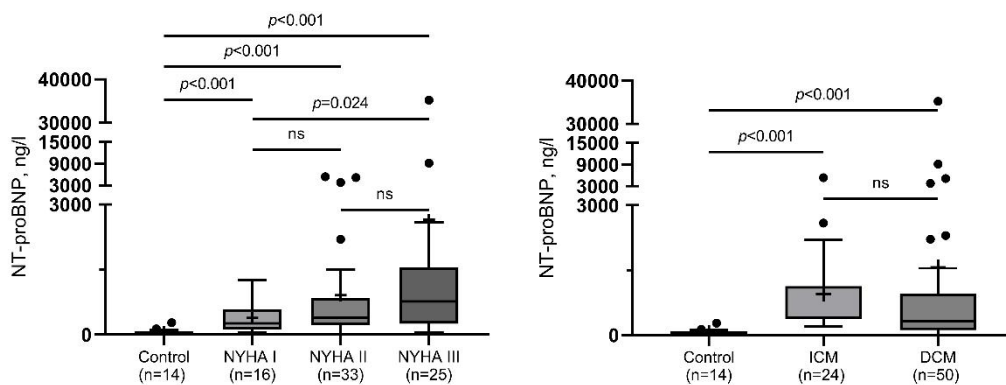 p<0.001
p<0.001
p<0.001
p=0.024
ns
ns
40000
30000
15000
9000
3000
3000
0
NT-proBNP, ng/l
Control
(n=14)
NYHA I
(n=16)
NYHA II
(n=33)
NYHA III
(n=25)
p<0.001
p<0.001
ns
40000
30000
15000
9000
3000
3000
0
NT-proBNP, ng/l
Control
(n=14)
ICM
(n=24)
DCM
(n=50)